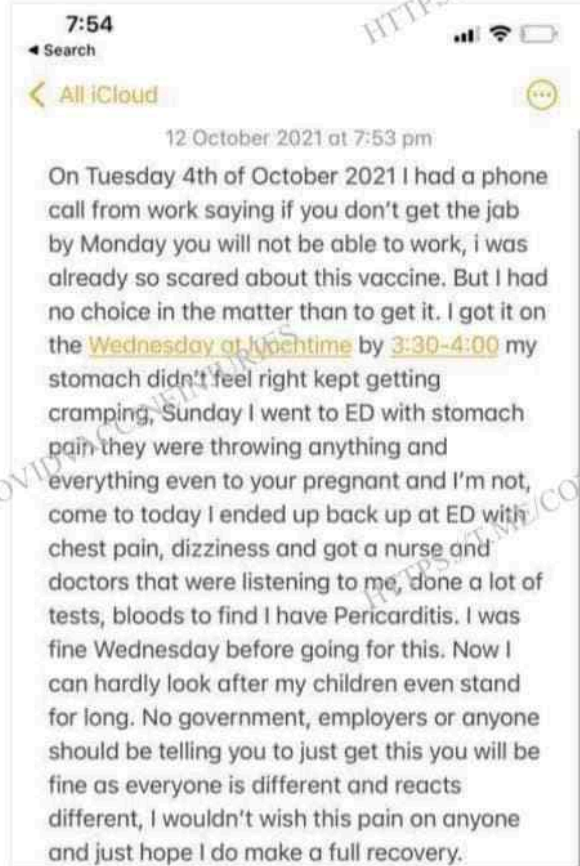 7:54
Search
All iCloud
12 October 2021 at 7:53 pm
On Tuesday 4th of October 2021 I had a phone
call from work saying if you don't get the jab
by Monday you will not be able to work, i was
already so scared about this vaccine. But I had
no choice in the matter than to get it. I got it on
the Wednesday at lunchtime by 3:30-4:00 my
stomach didn't feel right kept getting
cramping, Sunday I went to ED with stomach
pain they were throwing anything and
everything even to your pregnant and I'm not,
come to today I ended up back up at ED with
chest pain, dizziness and got a nurse and
doctors that were listening to me, done a lot of
tests, bloods to find I have Pericarditis. I was
fine Wednesday before going for this. Now I
can hardly look after my children even stand
for long. No government, employers or anyone
should be telling you to just get this you will be
fine as everyone is different and reacts
different, I wouldn't wish this pain on anyone
and just hope I do make a full recovery.